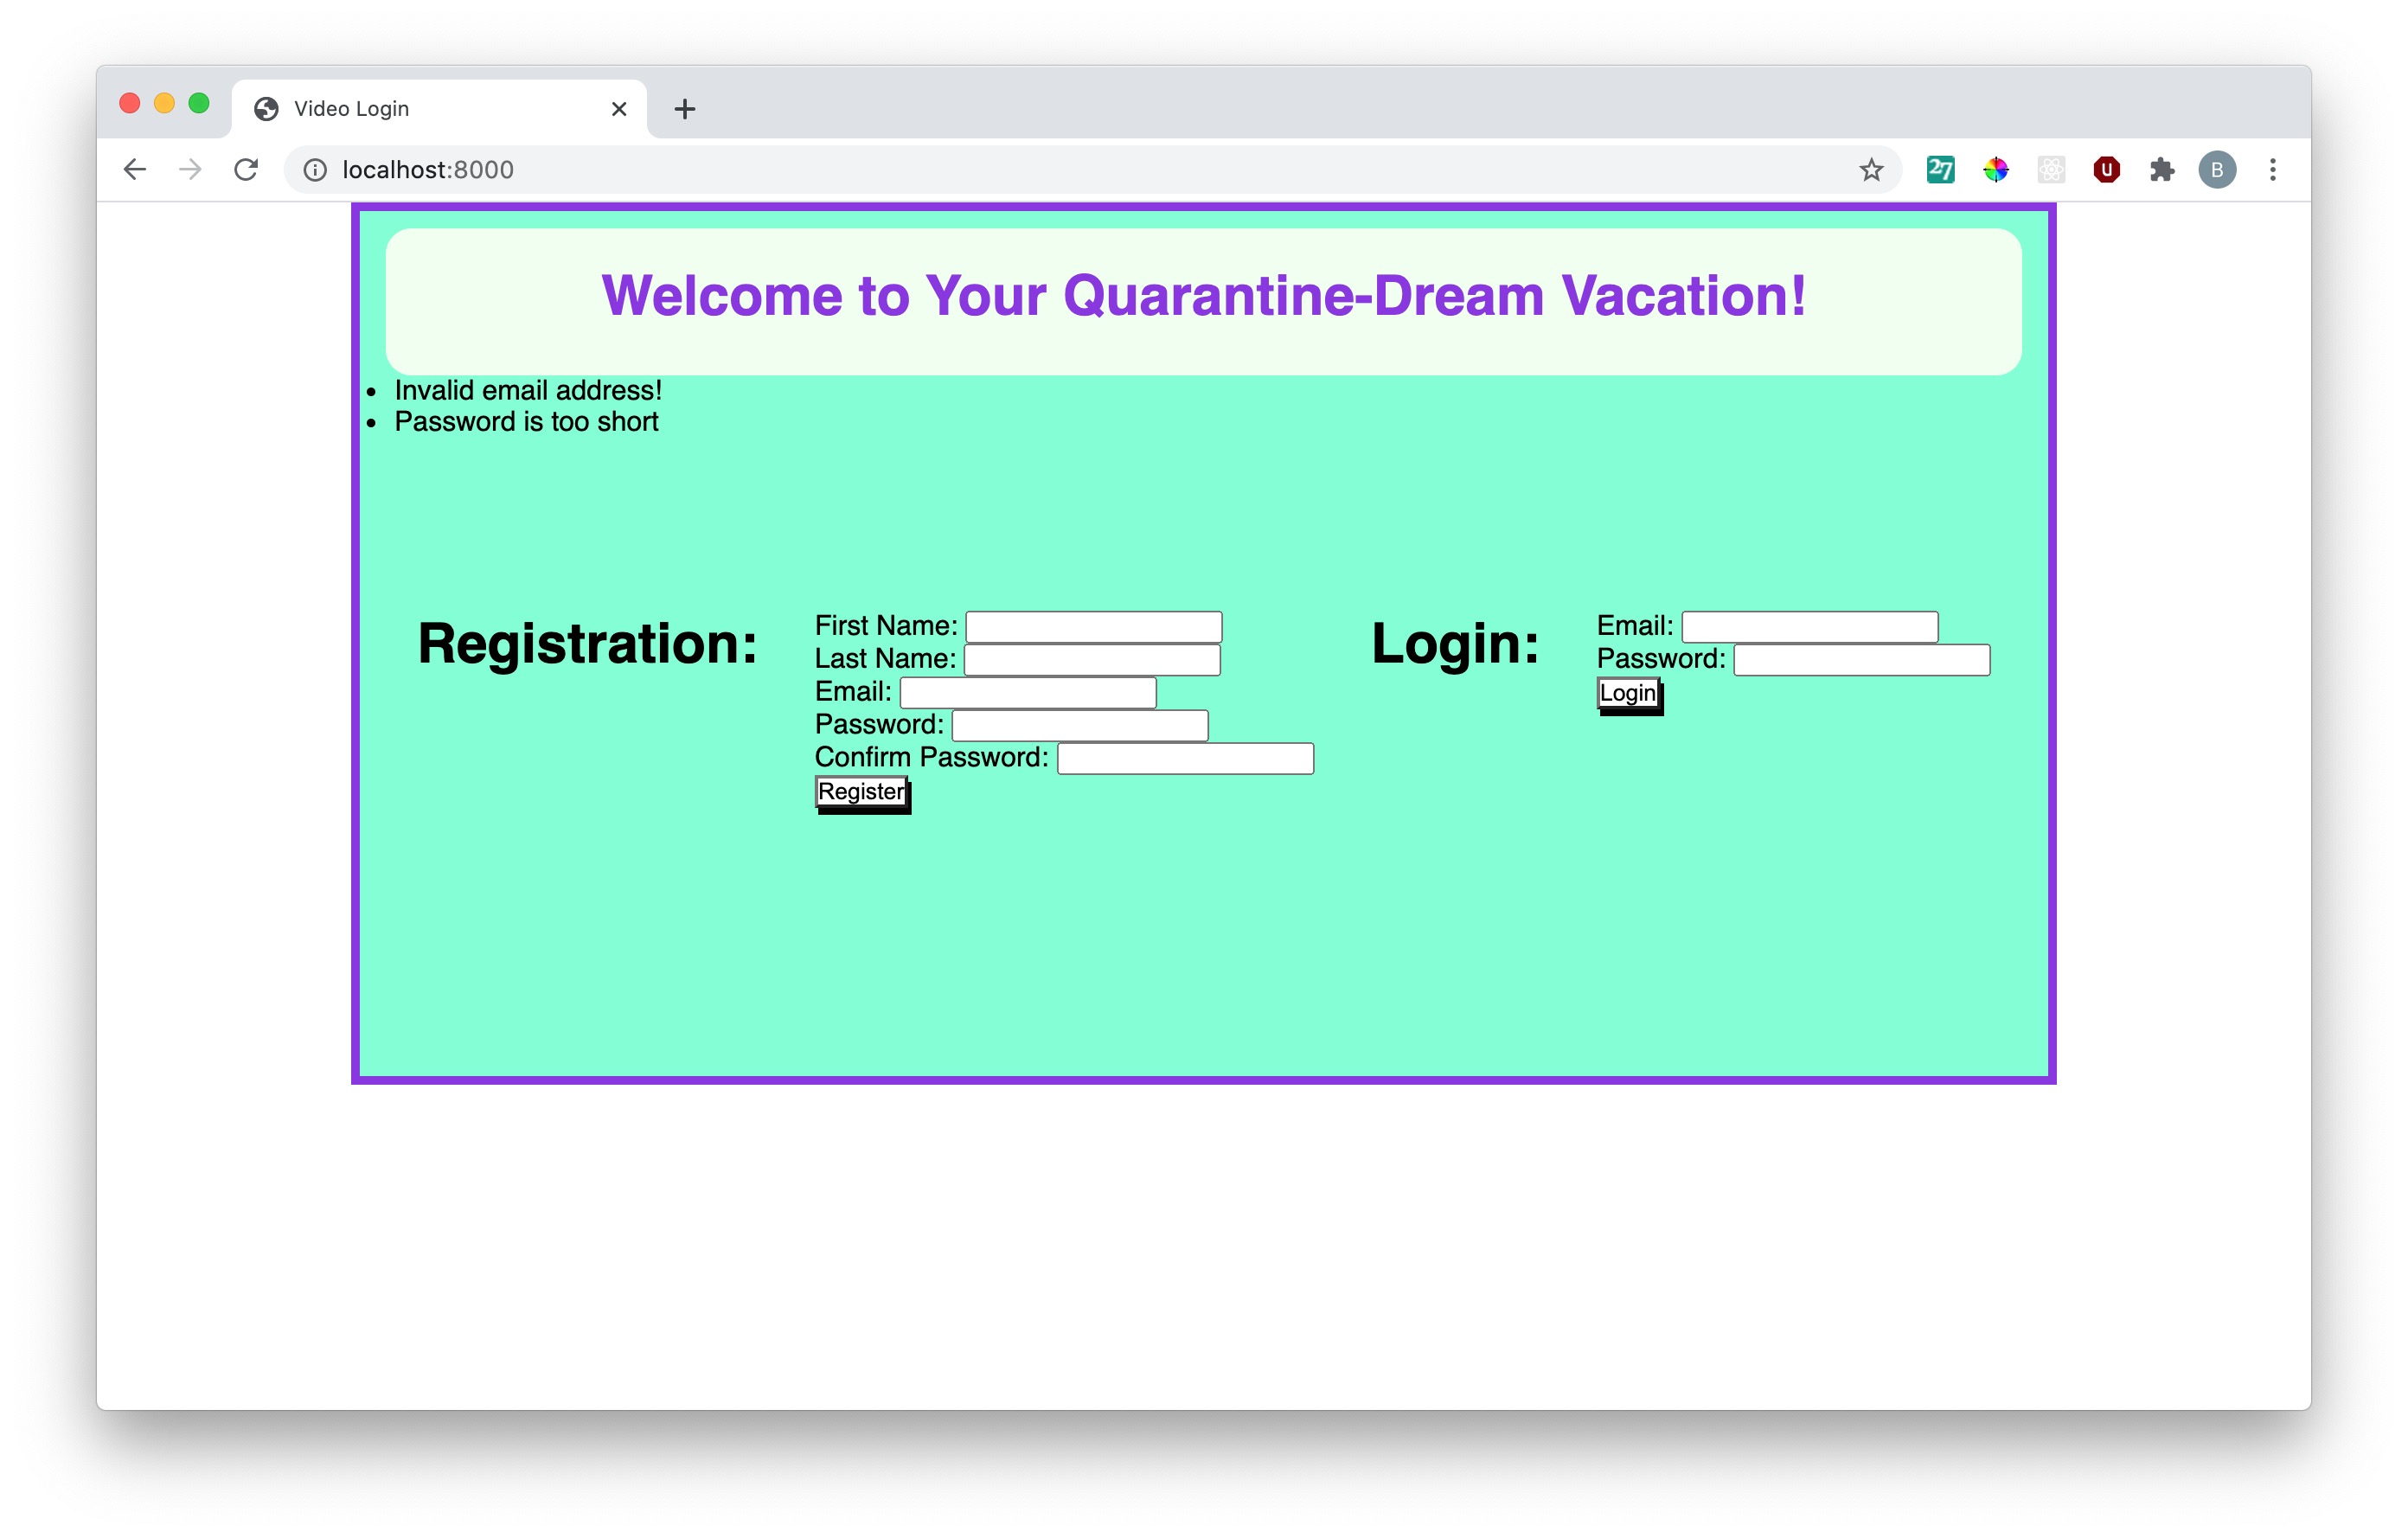 Video Login
localhost:8000
27
U
B
Welcome to Your Quarantine-Dream Vacation!
Invalid email address!
Password is too short
Registration:
First Name:
Last Name:
Email:
Password:
Confirm Password:
Register
Login:
Email:
Password:
Login